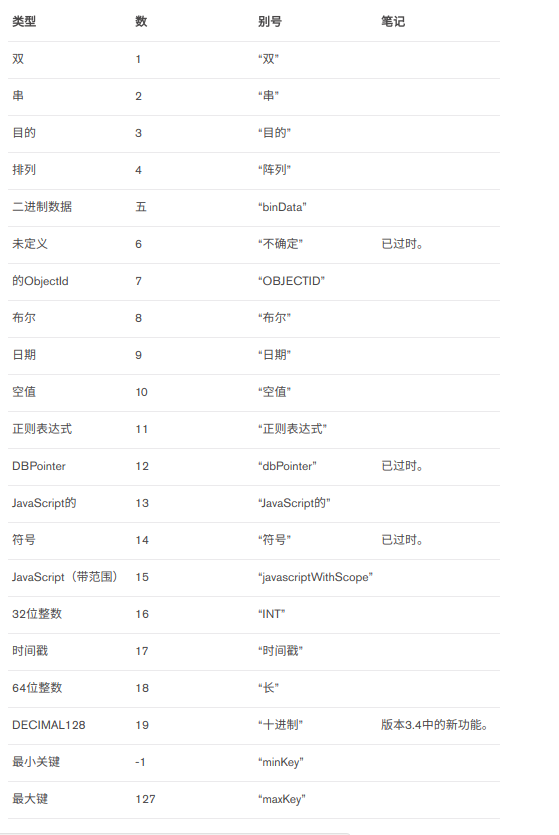 类型 数 别号 笔记
双 1 “双”
串 2 “串”
目的 3 “目的”
排列 4 “阵列”
二进制数据 五 “binData”
未定义 6 “不确定” 已过时。
的ObjectId 7 “OBJECTID”
布尔 8 “布尔”
日期 9 “日期”
空值 10 “空值”
正则表达式 11 “正则表达式”
DBPointer 12 “dbPointer” 已过时。
JavaScript的 13 “JavaScript的”
符号 14 “符号” 已过时。
JavaScript（带范围） 15 “javascriptWithScope”
32位整数 16 “INT”
时间戳 17 “时间戳”
64位整数 18 “长”
DECIMAL128 19 “十进制” 版本3.4中的新功能。
最小关键 -1 “minKey”
最大键 127 “maxKey”